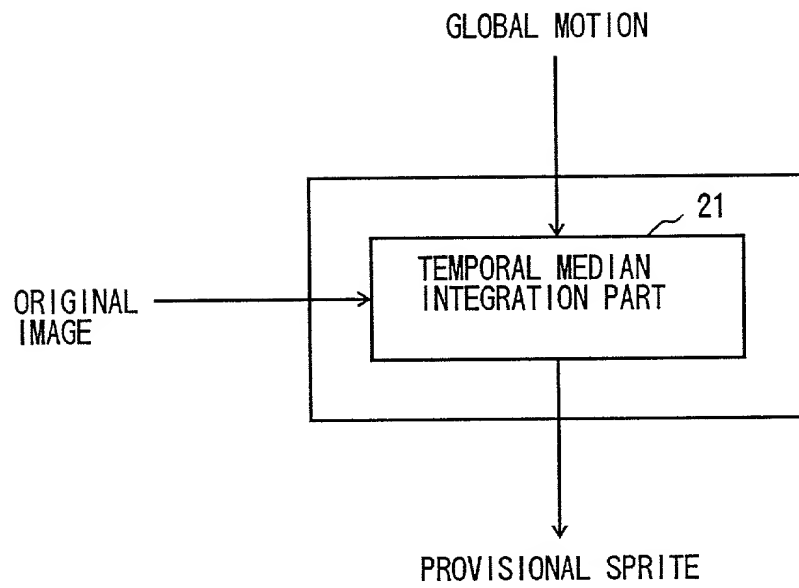 GLOBAL MOTION
21
TEMPORAL MEDIAN
INTEGRATION PART
ORIGINAL
IMAGE
PROVISIONAL SPRITE